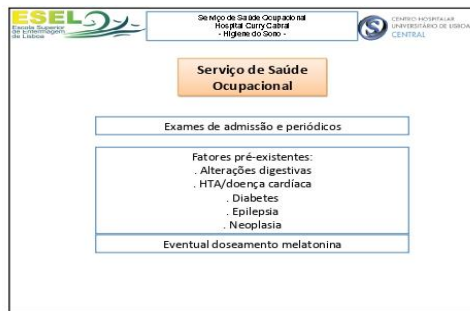 ESEL
Escola Superior
de Enfermagem
de Lisboa
Serviço de Saúde Ocupacional
Hospital Curry Cabral
- Higiene do Sono -
CENTRO HOSPITALAR
UNIVERSITÁRIO DE LISBOA
CENTRAL
Serviço de Saúde
Ocupacional
Exames de admissão e periódicos
Fatores pré-existentes:
. Alterações digestivas
. HTA/doença cardíaca
. Diabetes
. Epilepsia
. Neoplasia
Eventual doseamento melatonina